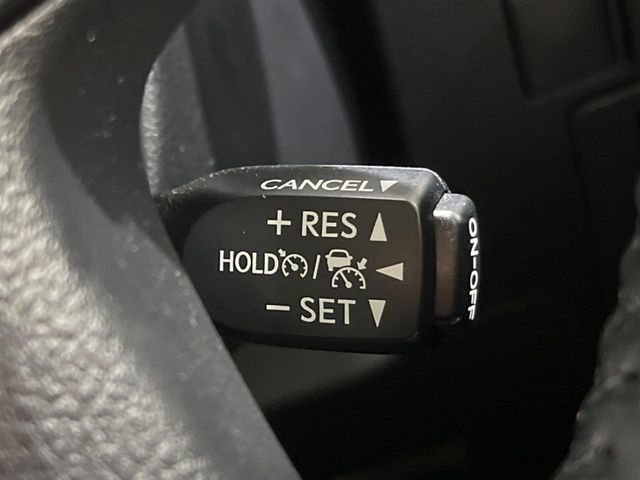 CANCEL ▼
+ RES ▲
HOLD / ◀
- SET ▼
ON-OFF